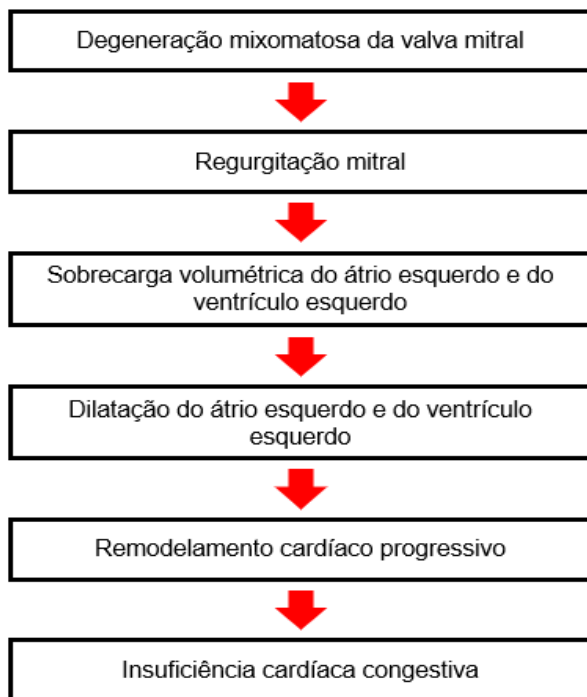 Degeneração mixomatosa da valva mitral
Regurgitação mitral
Sobrecarga volumétrica do átrio esquerdo e do
ventrículo esquerdo
Dilatação do átrio esquerdo e do ventrículo
esquerdo
Remodelamento cardíaco progressivo
Insuficiência cardíaca congestiva